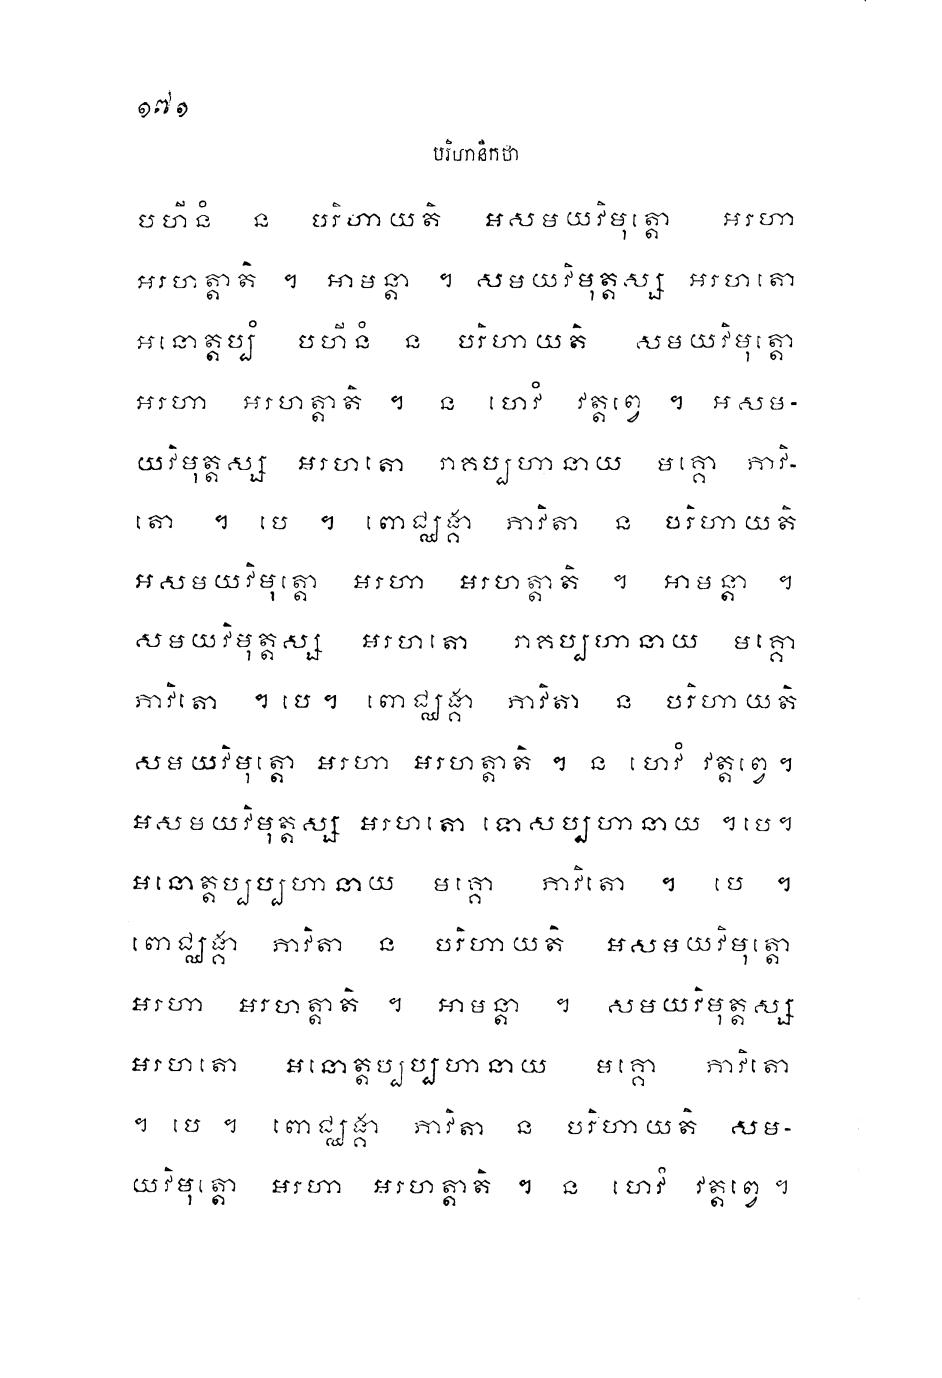 ១៧១
បរិហានិកថា
បហីនំ ន បរិហាយតិ អសមយវិមុត្តោ អរហា
អរហត្តាតិ ។ អាមន្តា ។ សមយវិមុត្តស្ស អរហតោ
អនោត្តប្បំ បហីនំ ន បរិហាយតិ សមយវិមុត្តោ
អរហា អរហត្តាតិ ។ ន ហេវំ វត្តព្វេ ។ អសម-
យវិមុត្តស្ស អរហតោ រាគប្បហានាយ មគ្គោ ភាវិ-
តោ ។ បេ ។ ពោជ្ឈង្គា ភាវិតា ន បរិហាយតិ
អសមយវិមុត្តោ អរហា អរហត្តាតិ ។ អាមន្តា ។
សមយវិមុត្តស្ស អរហតោ រាគប្បហានាយ មគ្គោ
ភាវិតោ ។ បេ ។ ពោជ្ឈង្គា ភាវិតា ន បរិហាយតិ
សមយវិមុត្តោ អរហា អរហត្តាតិ ។ ន ហេវំ វត្តព្វេ ។
អសមយវិមុត្តស្ស អរហតោ ទោសប្បហានាយ ។ បេ ។
អនោត្តប្បប្បហានាយ មគ្គោ ភាវិតោ ។ បេ ។
ពោជ្ឈង្គា ភាវិតា ន បរិហាយតិ អសមយវិមុត្តោ
អរហា អរហត្តាតិ ។ អាមន្តា ។ សមយវិមុត្តស្ស
អរហតោ អនោត្តប្បប្បហានាយ មគ្គោ ភាវិតោ
។ បេ ។ ពោជ្ឈង្គា ភាវិតា ន បរិហាយតិ សម-
យវិមុត្តោ អរហា អរហត្តាតិ ។ ន ហេវំ វត្តព្វេ ។